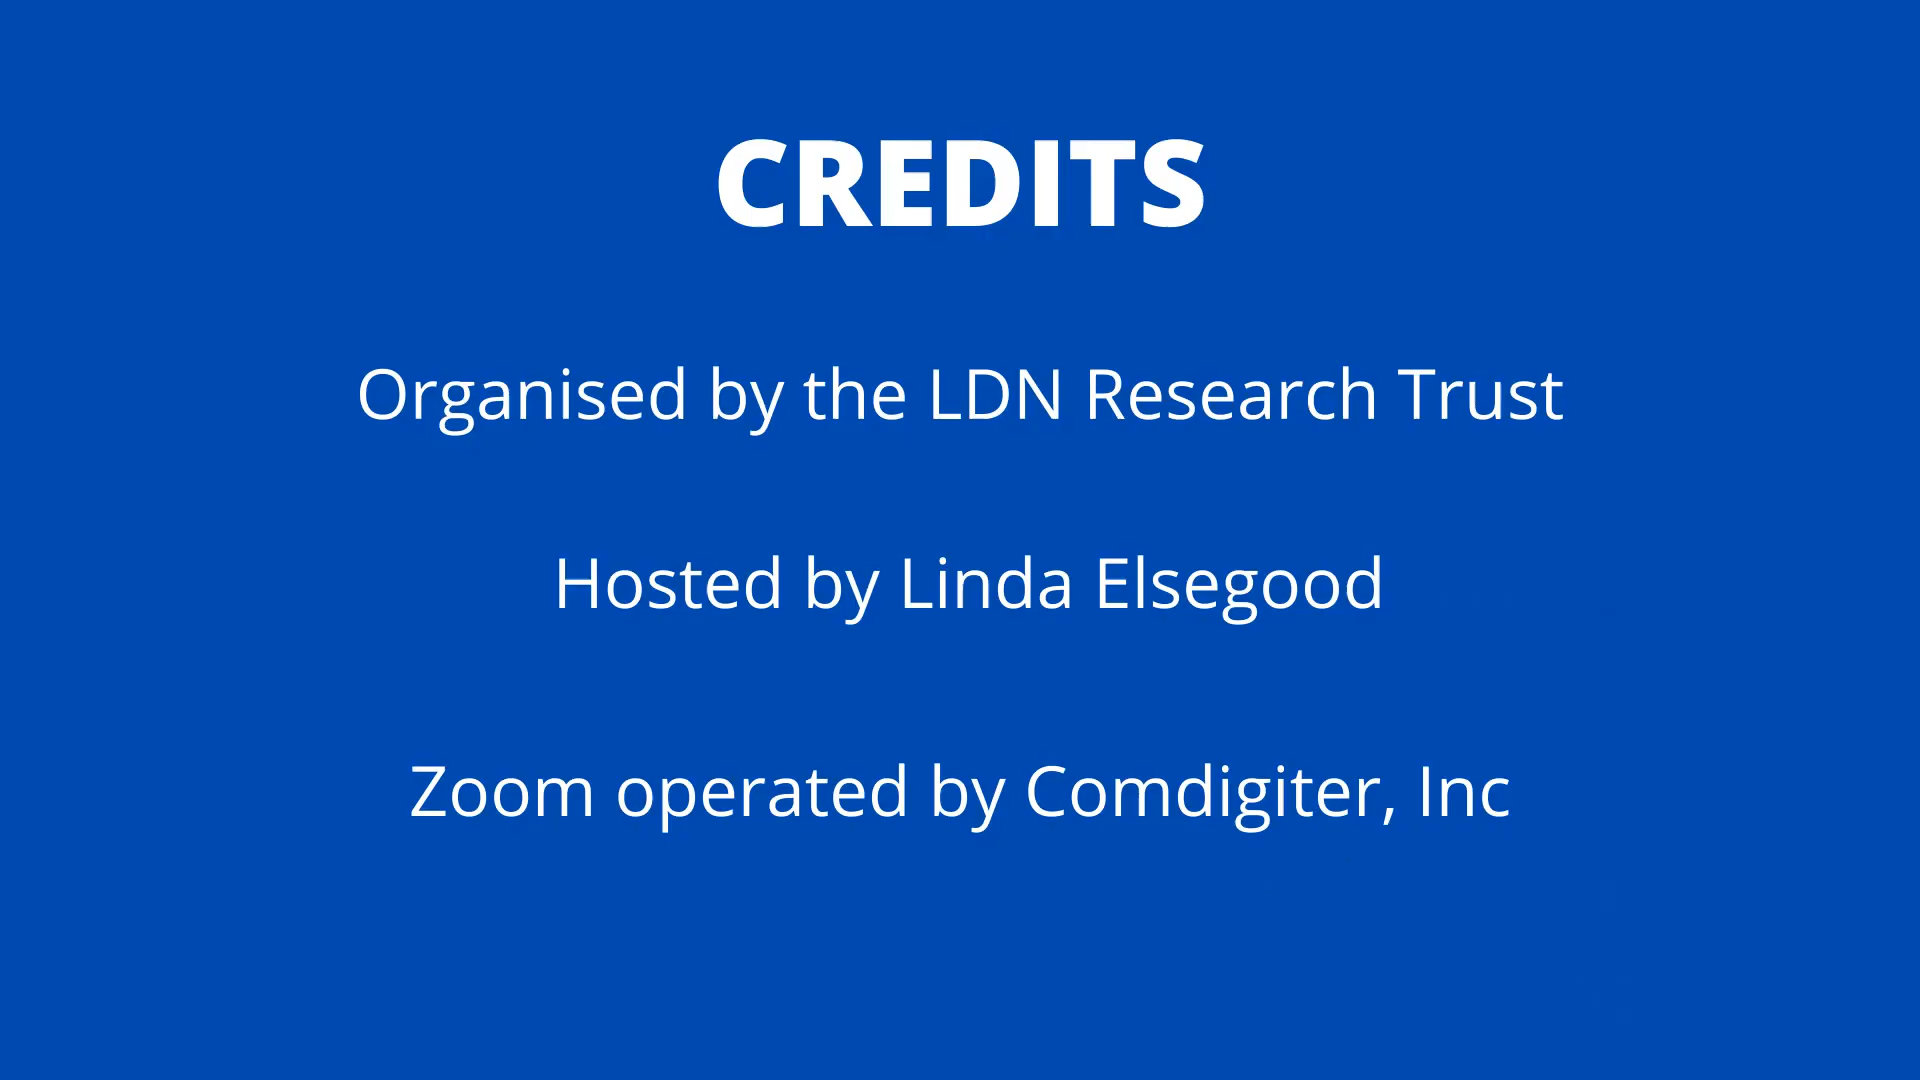 CREDITS
Organised by the LDN Research Trust
Hosted by Linda Elsegood
Zoom operated by Comdigiter, Inc